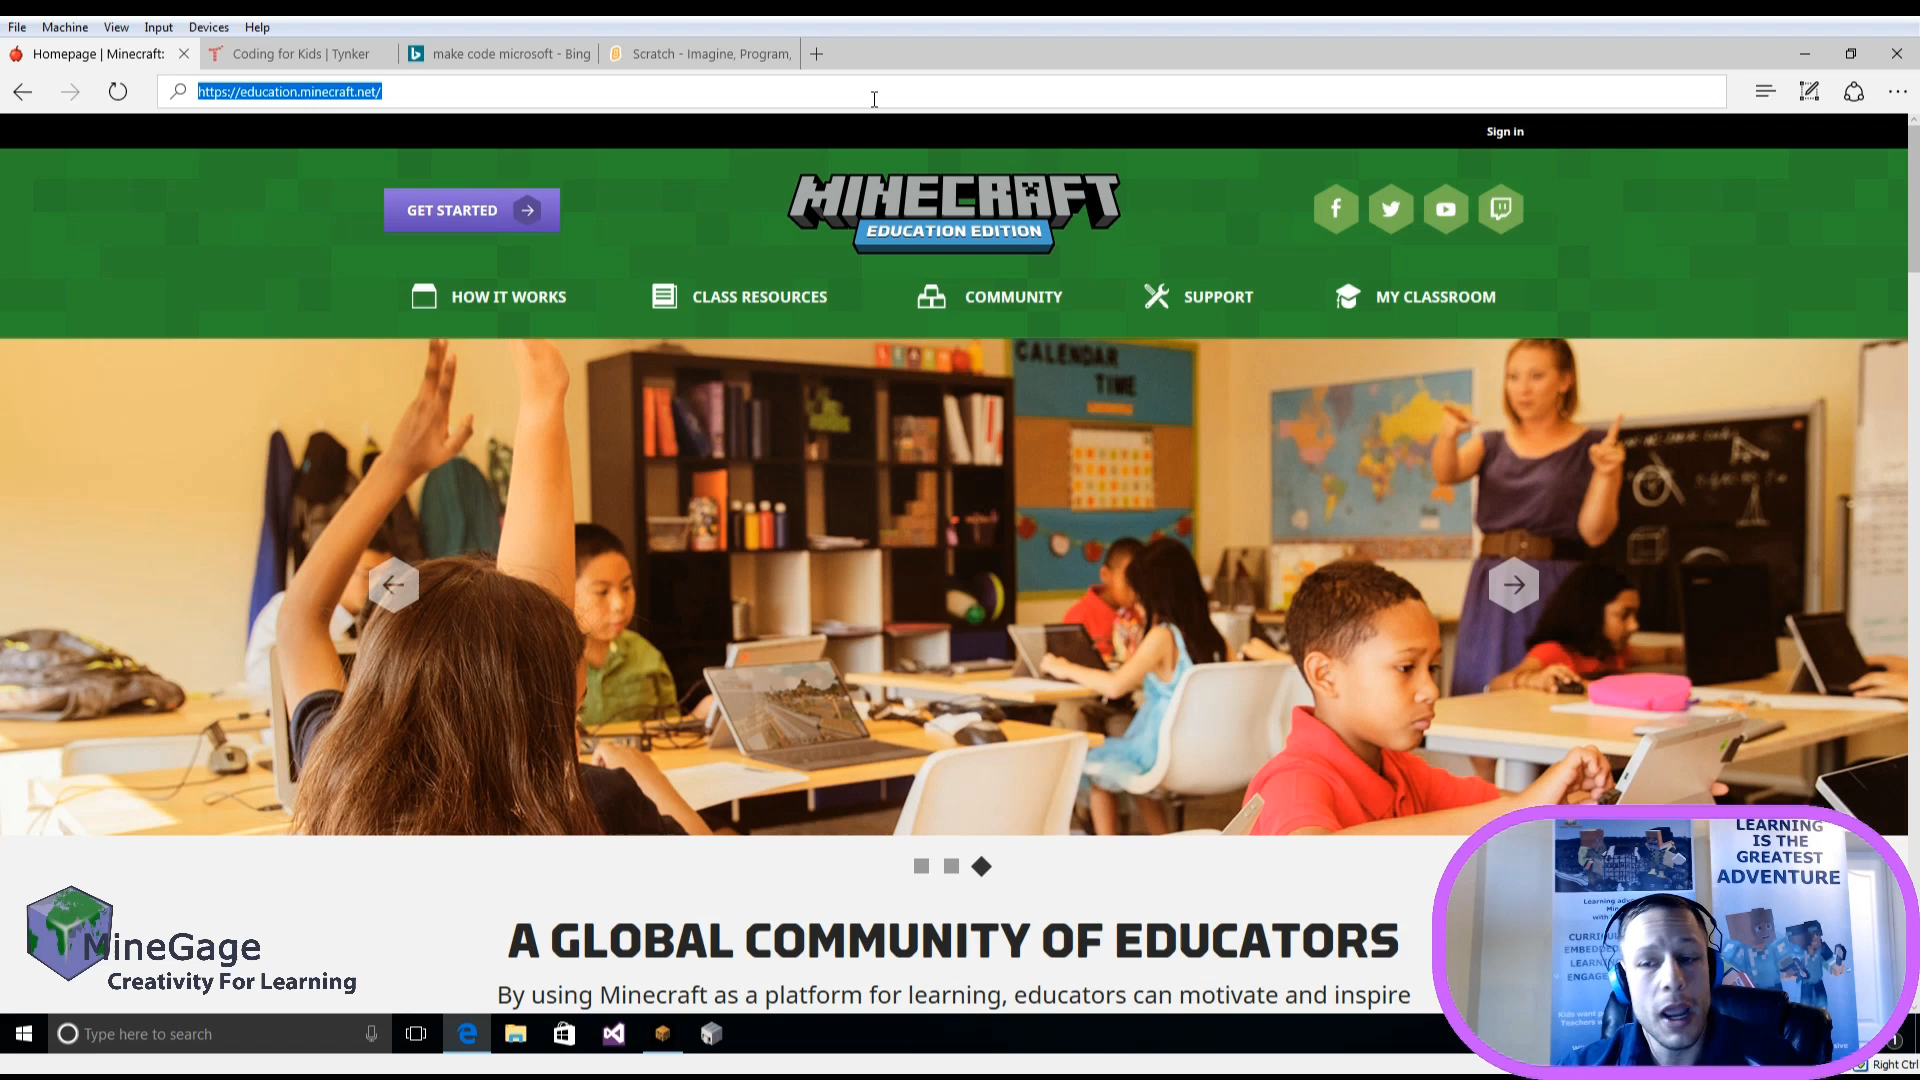 File Machine View Input Devices Help
Homepage | Minecraft:
Coding for Kids | Tynker
make code microsoft - Bing
Scratch - Imagine, Program,
https://education.minecraft.net/
Sign in
GET STARTED
MINECRAFT
EDUCATION EDITION
HOW IT WORKS
CLASS RESOURCES
COMMUNITY
SUPPORT
MY CLASSROOM
CALENDAR
TIME
LEARNING
IS THE
GREATEST
ADVENTURE
MineGage
Creativity For Learning
A GLOBAL COMMUNITY OF EDUCATORS
By using Minecraft as a platform for learning, educators can motivate and inspire
Type here to search
Right Ctrl